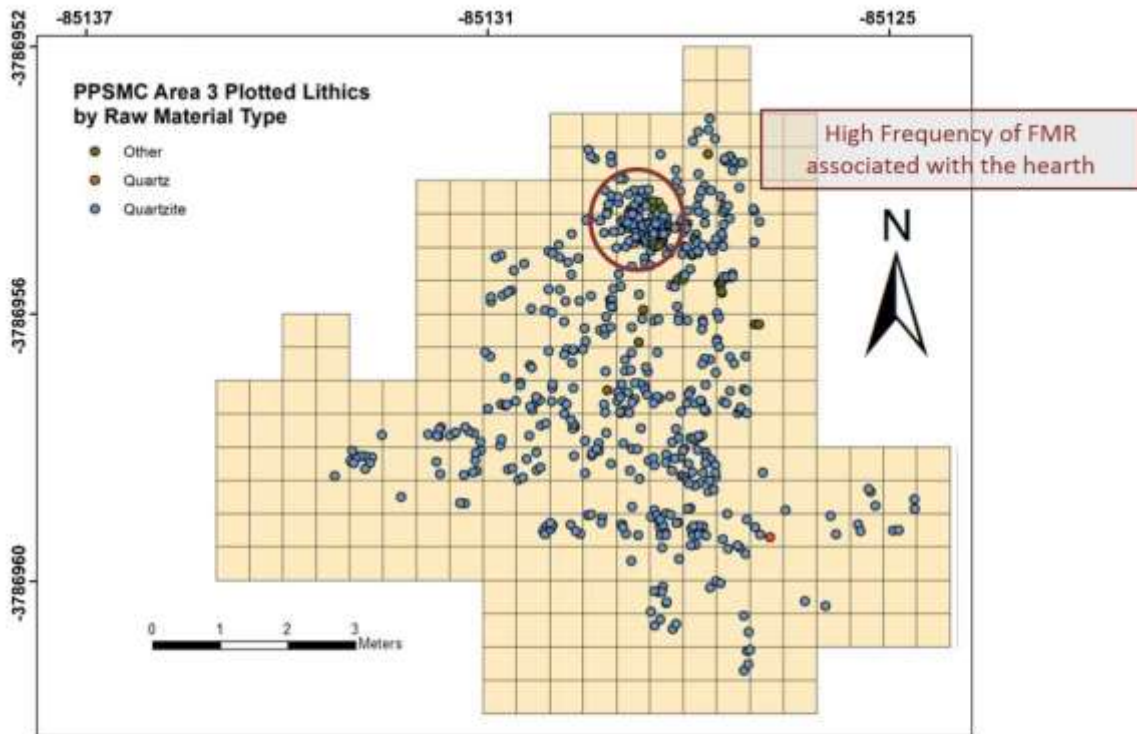 -85137
-85131
-85125
-3786952
-3786956
-3786960
PPSMC Area 3 Plotted Lithics
by Raw Material Type
Other
Quartz
Quartzite
High Frequency of FMR
associated with the hearth
N
0 1 2 3
Meters